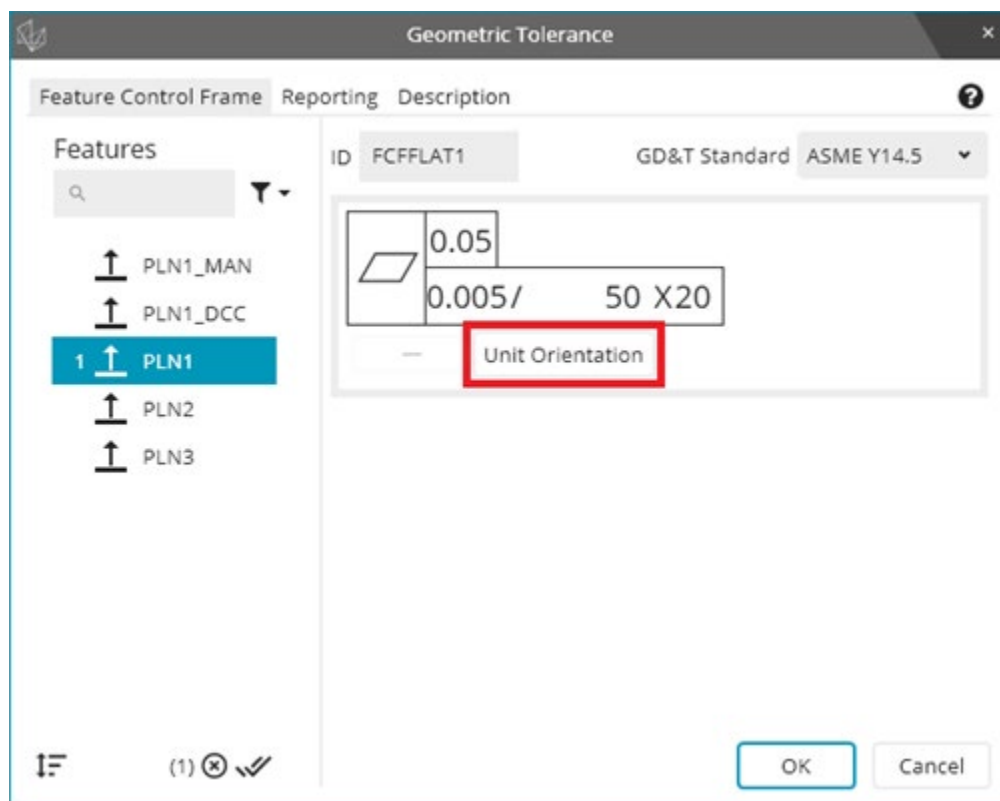 Geometric Tolerance
Feature Control Frame Reporting Description
Features
ID FCFFLAT1 GD&T Standard ASME Y14.5
0.05
0.005/ 50 X20
Unit Orientation
PLN1_MAN
PLN1_DCC
1 PLN1
PLN2
PLN3
(1)
OK Cancel